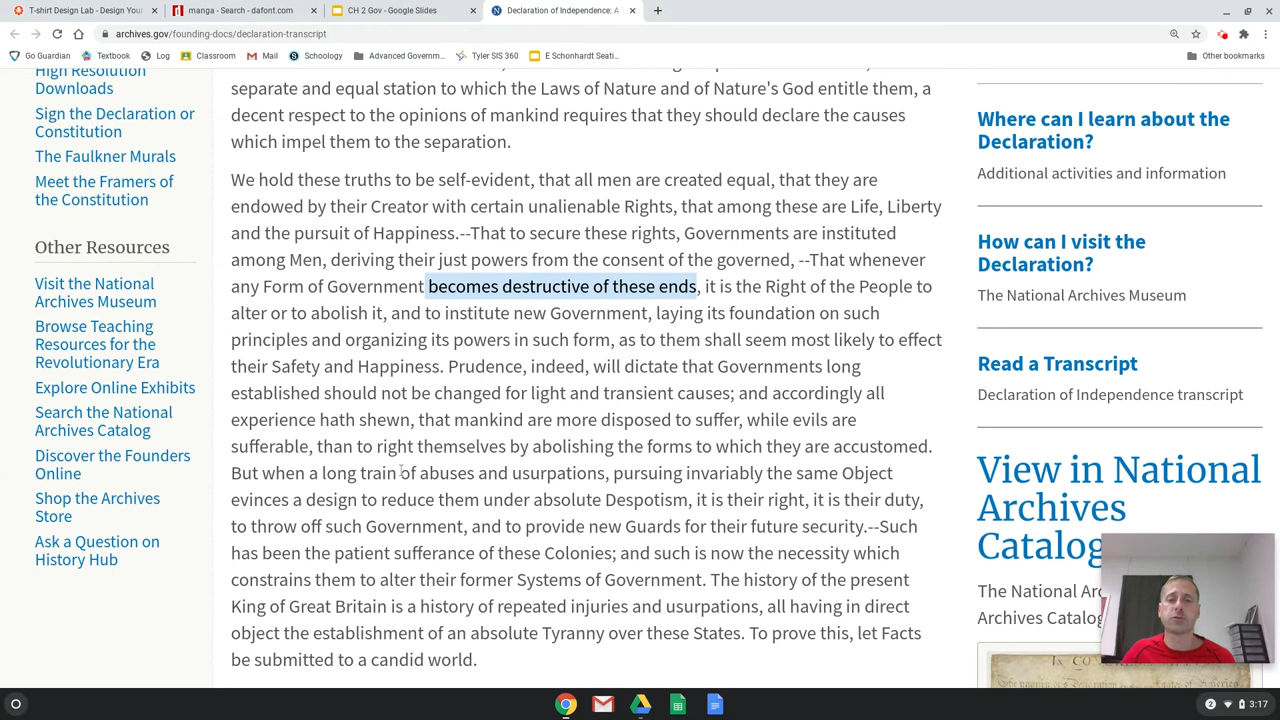 T-shirt Design Lab - Design Your
manga - Search - dafont.com
CH 2 Gov - Google Slides
Declaration of Independence: A
archives.gov/founding-docs/declaration-transcript
Go Guardian
Textbook
Log
Classroom
Mail
Schoology
Advanced Governm...
Tyler SIS 360
E Schonhardt Seati...
Other bookmarks
High Resolution
Downloads
Sign the Declaration or
Constitution
The Faulkner Murals
Meet the Framers of
the Constitution
Other Resources
Visit the National
Archives Museum
Browse Teaching
Resources for the
Revolutionary Era
Explore Online Exhibits
Search the National
Archives Catalog
Discover the Founders
Online
Shop the Archives
Store
Ask a Question on
History Hub
separate and equal station to which the Laws of Nature and of Nature's God entitle them, a
decent respect to the opinions of mankind requires that they should declare the causes
which impel them to the separation.
We hold these truths to be self-evident, that all men are created equal, that they are
endowed by their Creator with certain unalienable Rights, that among these are Life, Liberty
and the pursuit of Happiness.--That to secure these rights, Governments are instituted
among Men, deriving their just powers from the consent of the governed, --That whenever
any Form of Government becomes destructive of these ends, it is the Right of the People to
alter or to abolish it, and to institute new Government, laying its foundation on such
principles and organizing its powers in such form, as to them shall seem most likely to effect
their Safety and Happiness. Prudence, indeed, will dictate that Governments long
established should not be changed for light and transient causes; and accordingly all
experience hath shewn, that mankind are more disposed to suffer, while evils are
sufferable, than to right themselves by abolishing the forms to which they are accustomed.
But when a long train of abuses and usurpations, pursuing invariably the same Object
evinces a design to reduce them under absolute Despotism, it is their right, it is their duty,
to throw off such Government, and to provide new Guards for their future security.--Such
has been the patient sufferance of these Colonies; and such is now the necessity which
constrains them to alter their former Systems of Government. The history of the present
King of Great Britain is a history of repeated injuries and usurpations, all having in direct
object the establishment of an absolute Tyranny over these States. To prove this, let Facts
be submitted to a candid world.
Where can I learn about the
Declaration?
Additional activities and information
How can I visit the
Declaration?
The National Archives Museum
Read a Transcript
Declaration of Independence transcript
View in National
Archives
Catalog
The National Arc
Archives Catalog
2
3:17